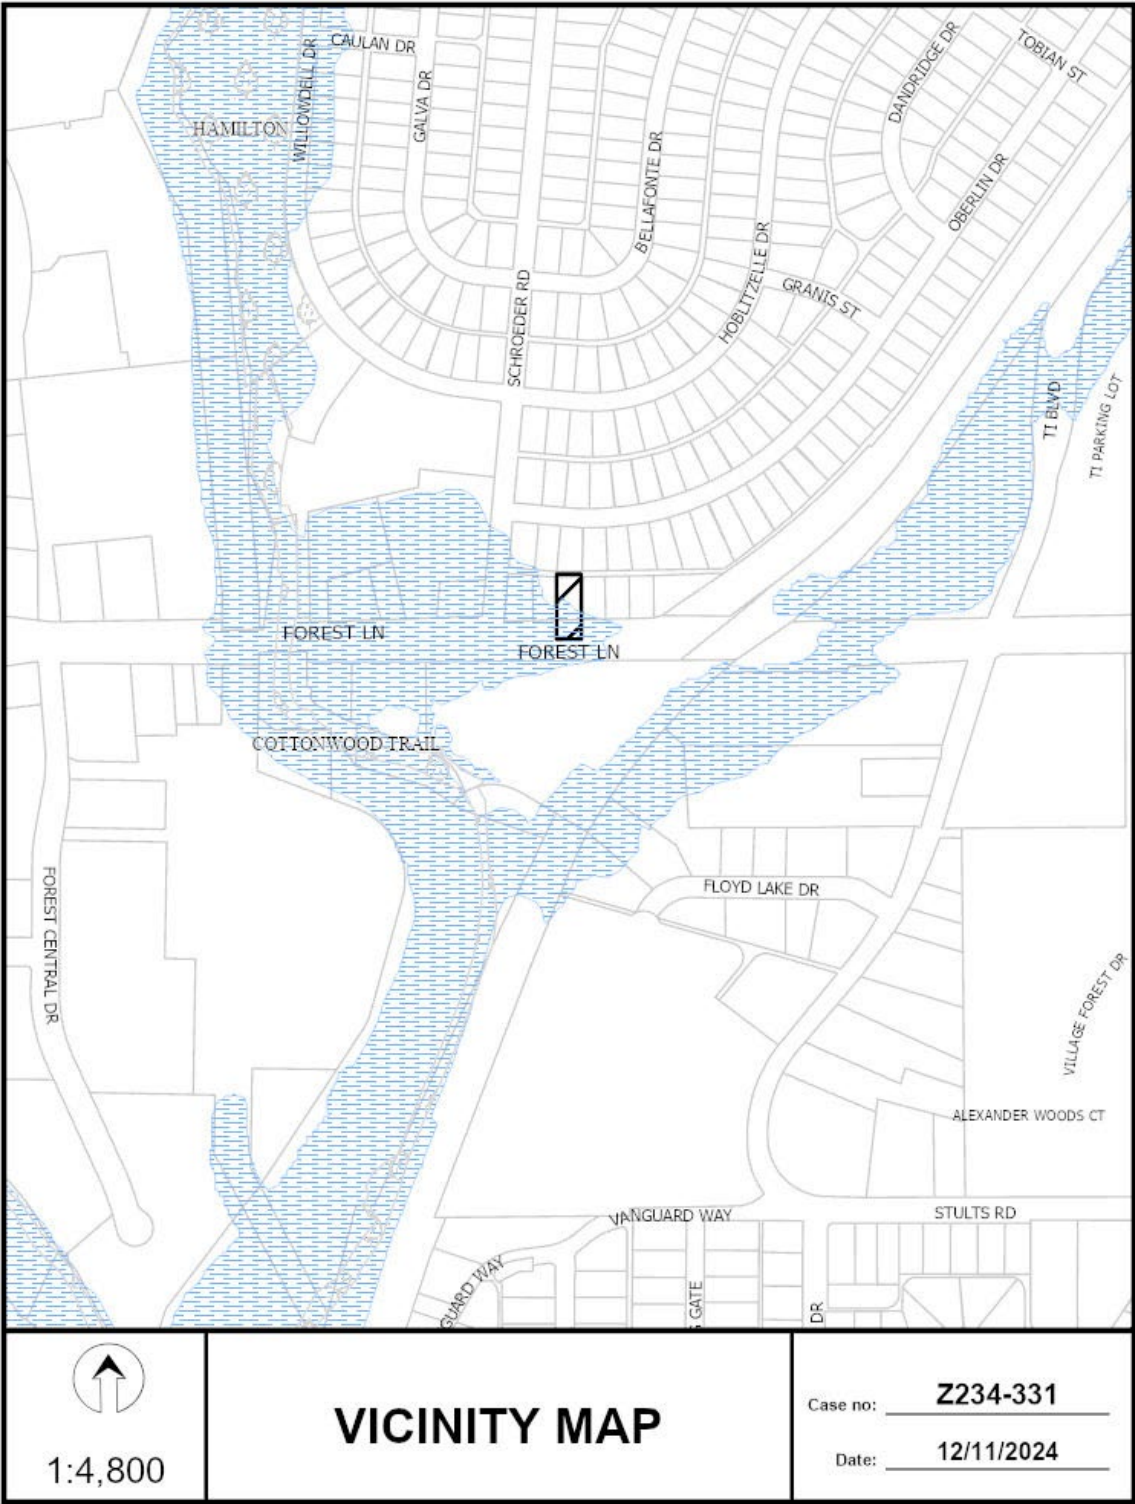 CAULAN DR
TOBIAN ST
DANDRIDGE DR
WILLOWDELL DR
GALVA DR
HAMILTON
BELLAFONTE DR
OBERLIN DR
HOBLITZELLE DR
GRANIS ST
SCHROEDER RD
TI BLVD
TI PARKING LOT
FOREST LN
FOREST LN
COTTONWOOD TRAIL
FLOYD LAKE DR
FOREST CENTRAL DR
VILLAGE FOREST DR
ALEXANDER WOODS CT
VANGUARD WAY
STULTS RD
GUARD WAY
GATE
DR
1:4,800
VICINITY MAP
Case no: Z234-331
Date: 12/11/2024